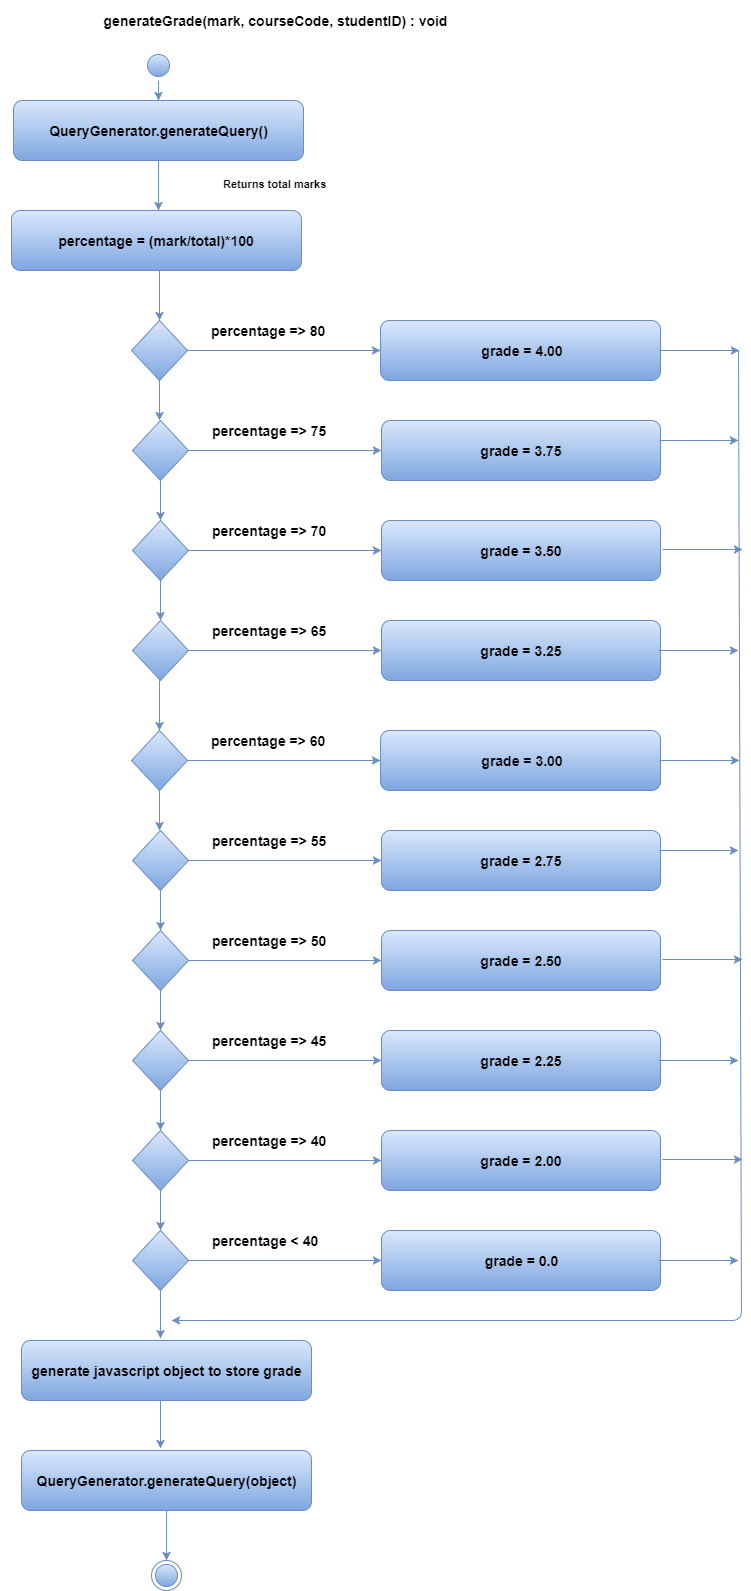 generateGrade(mark, courseCode, studentID) : void
QueryGenerator.generateQuery()
Returns total marks
percentage = (mark/total)*100
percentage => 80
grade = 4.00
percentage => 75
grade = 3.75
percentage => 70
grade = 3.50
percentage => 65
grade = 3.25
percentage => 60
grade = 3.00
percentage => 55
grade = 2.75
percentage => 50
grade = 2.50
percentage => 45
grade = 2.25
percentage => 40
grade = 2.00
percentage < 40
grade = 0.0
generate javascript object to store grade
QueryGenerator.generateQuery(object)